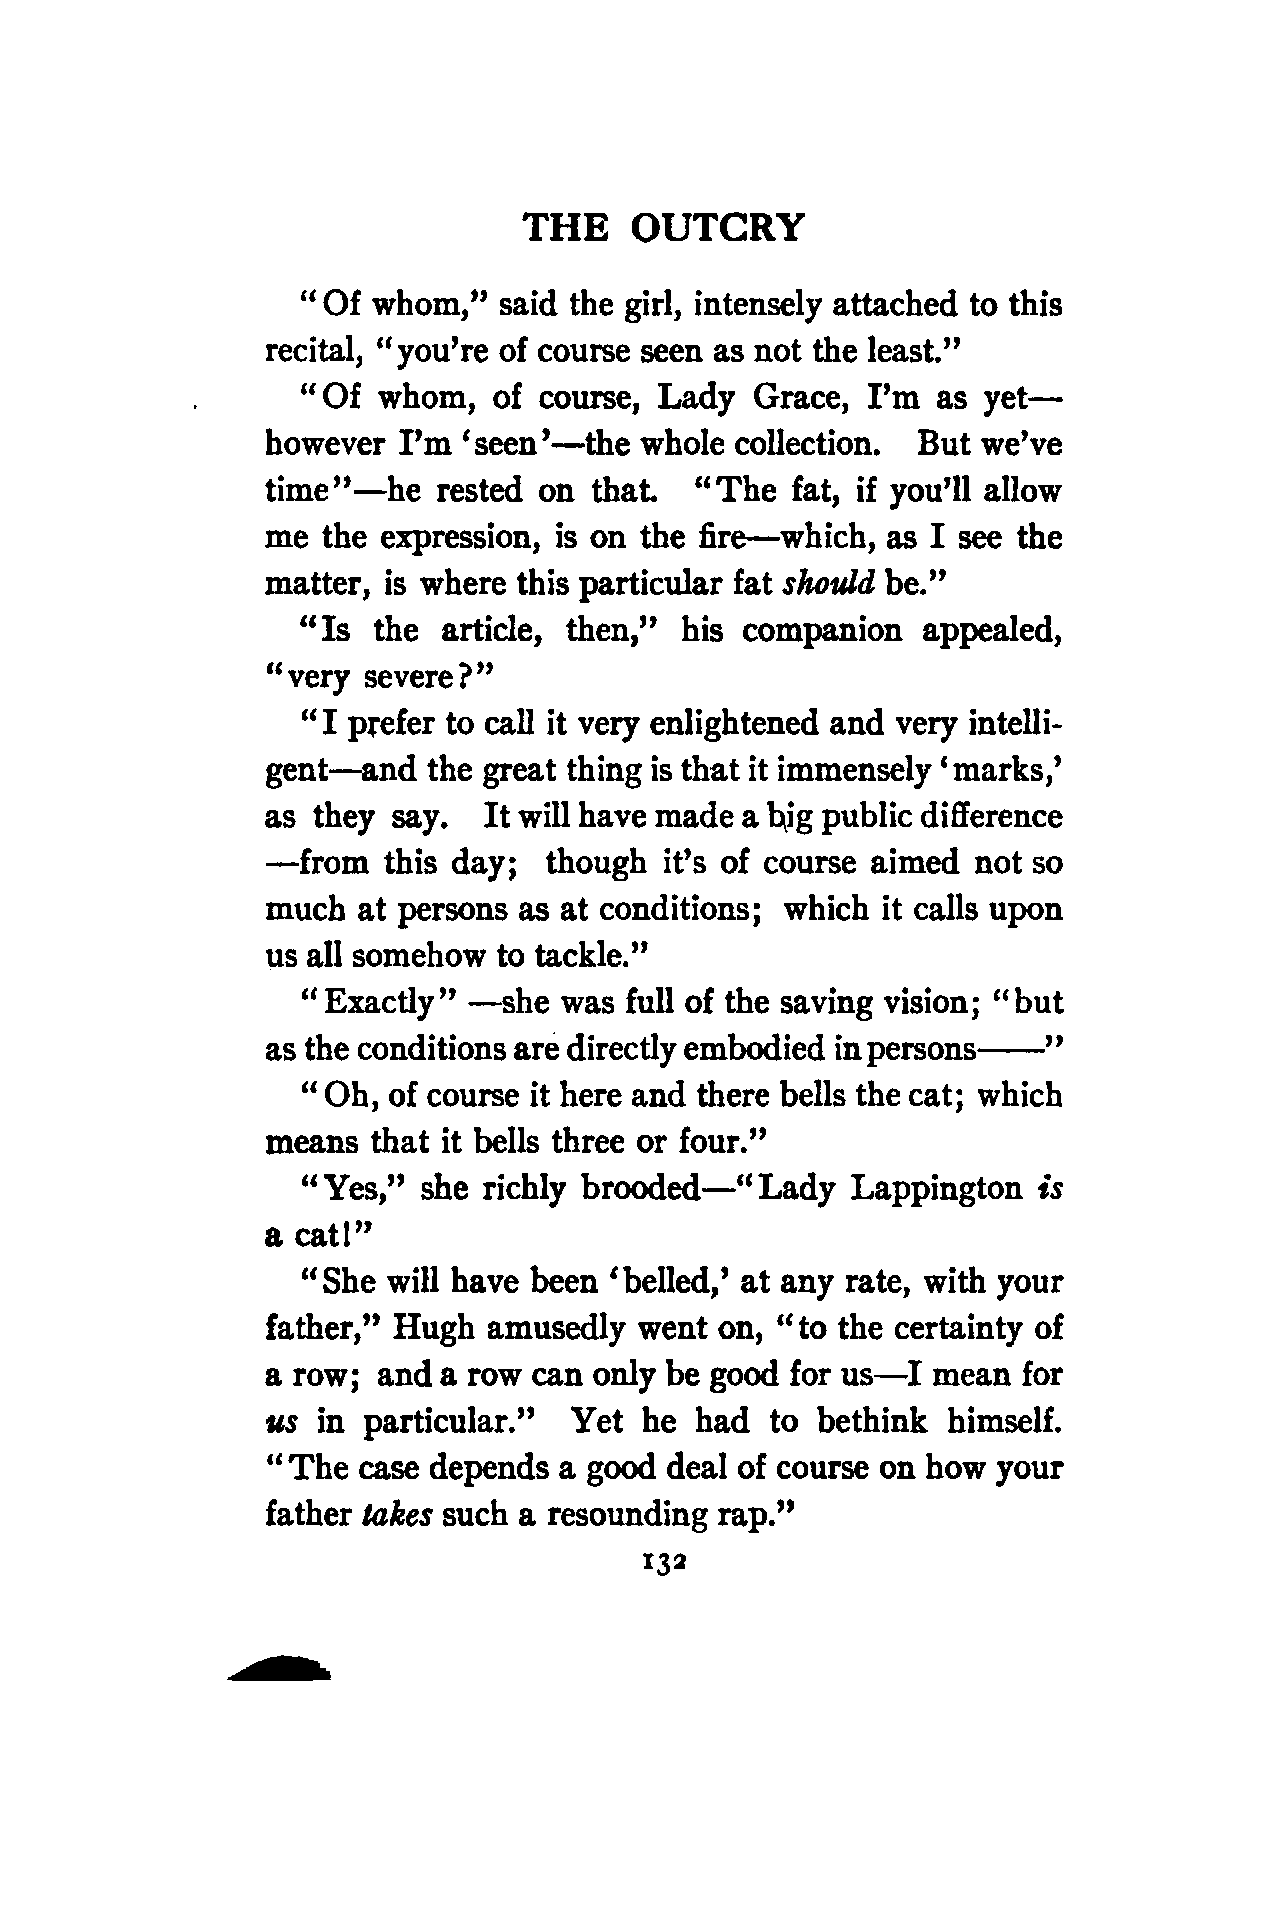 THE OUTCRY
“Of whom,” said the girl, intensely attached to this
recital, “you’re of course seen as not the least.”
“Of whom, of course, Lady Grace, I’m as yet—
however I’m ‘seen’—the whole collection. But we’ve
time”—he rested on that. “The fat, if you’ll allow
me the expression, is on the fire—which, as I see the
matter, is where this particular fat should be.”
“Is the article, then,” his companion appealed,
“very severe?”
“I prefer to call it very enlightened and very intelli-
gent—and the great thing is that it immensely ‘marks,’
as they say. It will have made a big public difference
—from this day; though it’s of course aimed not so
much at persons as at conditions; which it calls upon
us all somehow to tackle.”
“Exactly” —she was full of the saving vision; “but
as the conditions are directly embodied in persons——”
“Oh, of course it here and there bells the cat; which
means that it bells three or four.”
“Yes,” she richly brooded—“Lady Lappington is
a cat!”
“She will have been ‘belled,’ at any rate, with your
father,” Hugh amusedly went on, “to the certainty of
a row; and a row can only be good for us—I mean for
us in particular.” Yet he had to bethink himself.
“The case depends a good deal of course on how your
father takes such a resounding rap.”
132